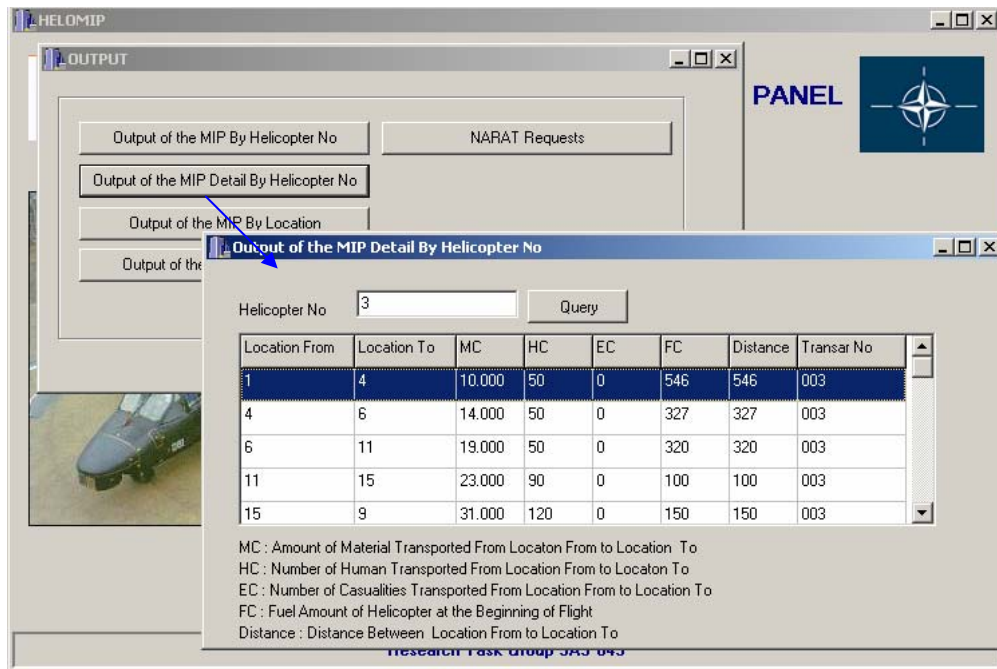 HELOMIP
OUTPUT
PANEL
Output of the MIP By Helicopter No
NARAT Requests
Output of the MIP Detail By Helicopter No
Output of the MIP By Location
Output of the
Output of the MIP Detail By Helicopter No
Helicopter No 3 Query
Location From Location To MC HC EC FC Distance Transar No
1 4 10.000 50 0 546 546 003
4 6 14.000 50 0 327 327 003
6 11 19.000 50 0 320 320 003
11 15 23.000 90 0 100 100 003
15 9 31.000 120 0 150 150 003
MC : Amount of Material Transported From Locaton From to Location To
HC : Number of Human Transported From Location From to Locaton To
EC : Number of Casualities Transported From Location From to Location To
FC : Fuel Amount of Helicopter at the Beginning of Flight
Distance : Distance Between Location From to Location To
Research Task Group SAS 045